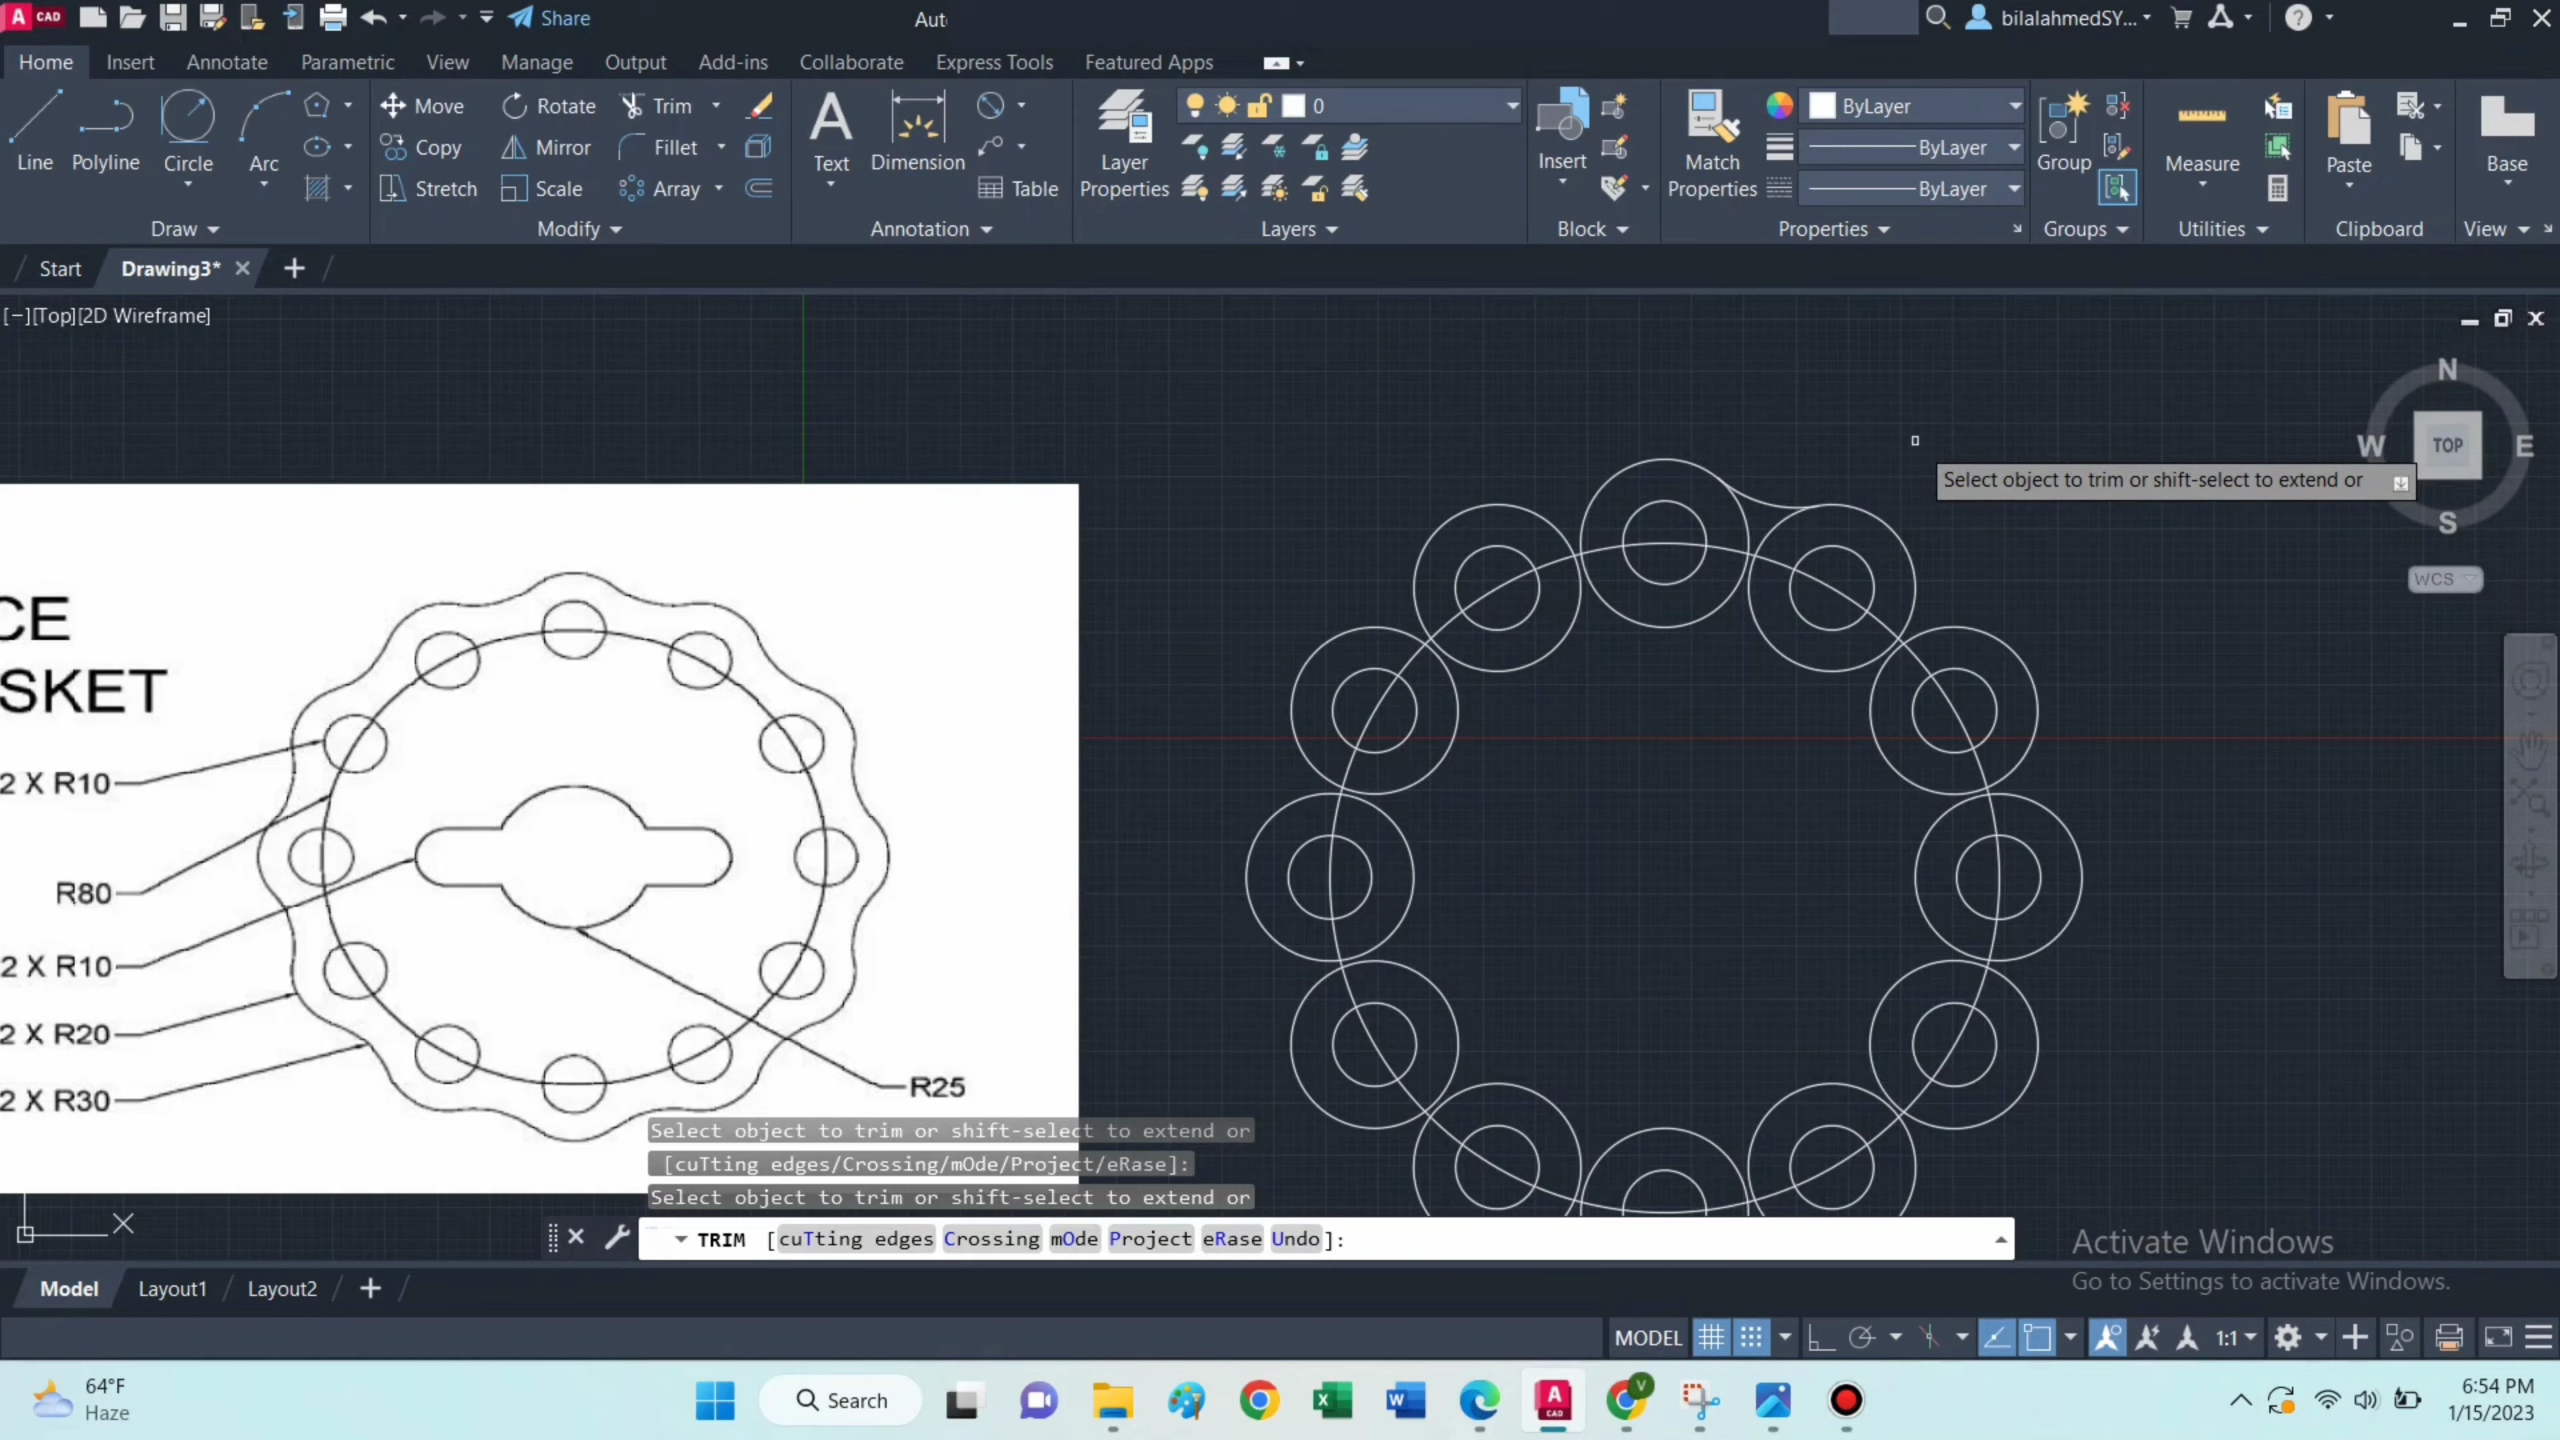 A CAD
Share
Aut
bilalahmedSY...
Home Insert Annotate Parametric View Manage Output Add-ins Collaborate Express Tools Featured Apps
Line Polyline Circle Arc
Move Rotate Trim
Copy Mirror Fillet
Stretch Scale Array
Text Dimension
Table
Layer Properties
0
Insert
Match Properties
ByLayer
ByLayer
ByLayer
Group
Measure
Paste
Base
Draw Modify Annotation Layers Block Properties Groups Utilities Clipboard View
Start Drawing3*
[−][Top][2D Wireframe]
N
W TOP E
S
WCS
Select object to trim or shift-select to extend or
CE
SKET
2 X R10
R80
2 X R10
2 X R20
2 X R30
R25
Select object to trim or shift-select to extend or
[cuTting edges/Crossing/mOde/Project/eRase]:
Select object to trim or shift-select to extend or
TRIM [cuTting edges Crossing mOde Project eRase Undo]:
X
Activate Windows
Go to Settings to activate Windows.
Model Layout1 Layout2
MODEL 1:1
64°F
Haze
Search
A CAD
V
6:54 PM
1/15/2023